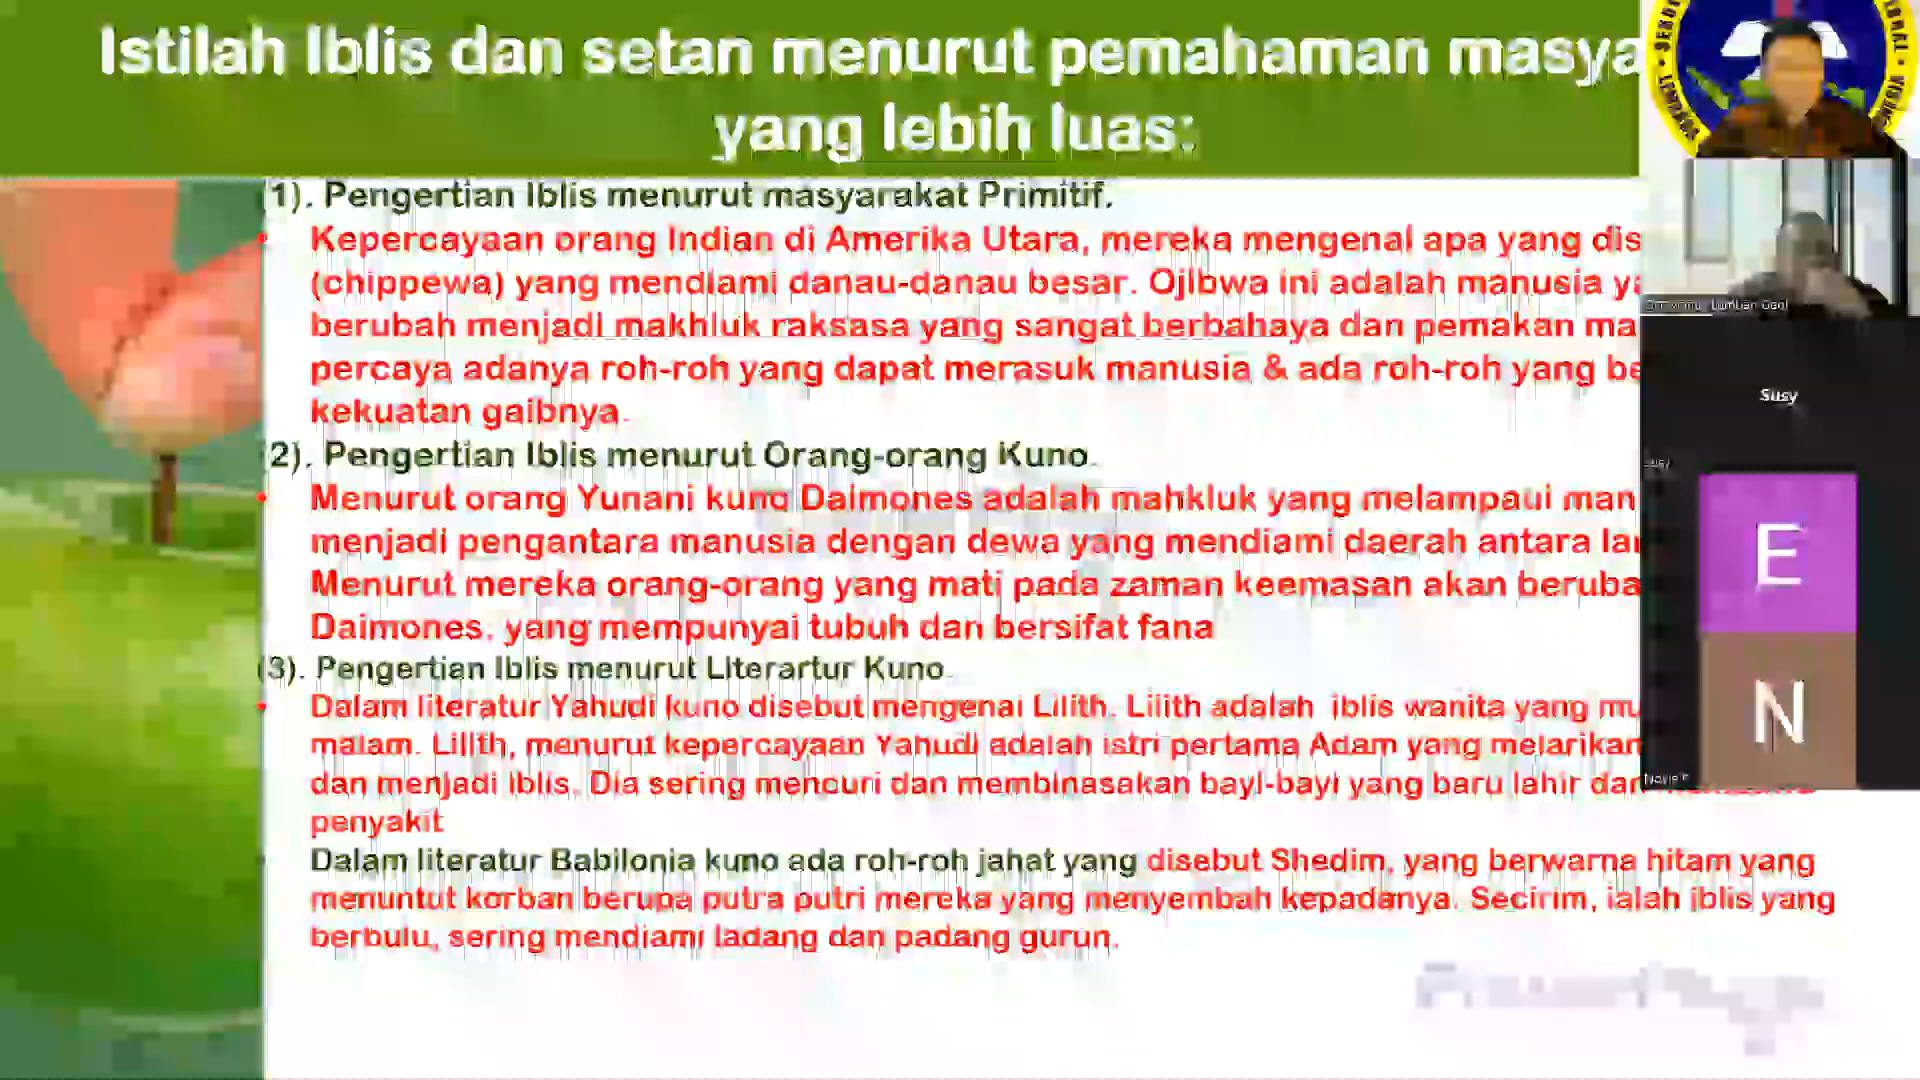 Istilah Iblis dan setan menurut pemahaman masya
yang lebih luas:
(1). Pengertian Iblis menurut masyarakat Primitif.
• Kepercayaan orang Indian di Amerika Utara, mereka mengenal apa yang dis
(chippewa) yang mendiami danau-danau besar. Ojibwa ini adalah manusia ya
berubah menjadi makhluk raksasa yang sangat berbahaya dan pemakan ma
percaya adanya roh-roh yang dapat merasuk manusia & ada roh-roh yang be
kekuatan gaibnya.
(2). Pengertian Iblis menurut Orang-orang Kuno.
• Menurut orang Yunani kuno Daimones adalah mahkluk yang melampaui man
menjadi pengantara manusia dengan dewa yang mendiami daerah antara lan
Menurut mereka orang-orang yang mati pada zaman keemasan akan beruba
Daimones. yang mempunyai tubuh dan bersifat fana
(3). Pengertian Iblis menurut Literartur Kuno.
• Dalam literatur Yahudi kuno disebut mengenai Lilith. Lilith adalah iblis wanita yang mu
malam. Lilith, menurut kepercayaan Yahudi adalah istri pertama Adam yang melarikan
dan menjadi iblis. Dia sering mencuri dan membinasakan bayi-bayi yang baru lahir dan
penyakit
• Dalam literatur Babilonia kuno ada roh-roh jahat yang disebut Shedim, yang berwarna hitam yang
menuntut korban berupa putra putri mereka yang menyembah kepadanya. Secirim, ialah iblis yang
berbulu, sering mendiami ladang dan padang gurun.
Lumban Gaol
Susy
Susy
E
N